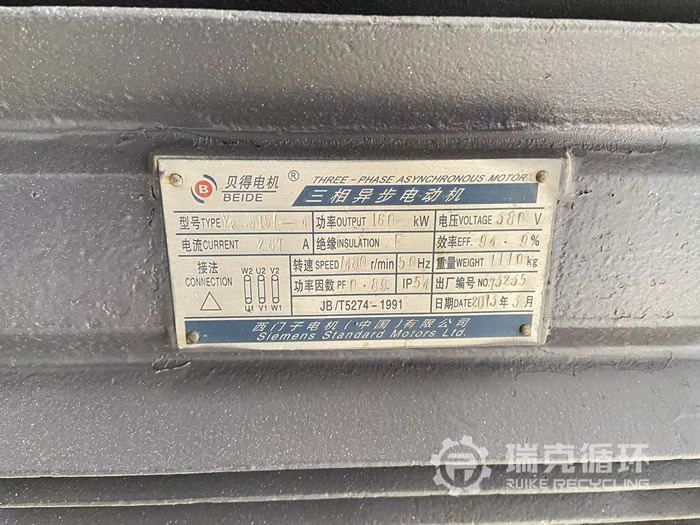 B 贝得电机 ® THREE-PHASE ASYNCHRONOUS MOTOR
BEIDE 三相异步电动机
型号TYPE 功率OUTPUT 160 kW 电压VOLTAGE 380 V
电流CURRENT 287 A 绝缘INSULATION F 效率EFF. 94.9%
接法 转速SPEED 1480 r/min 50Hz 重量WEIGHT 1110kg
CONNECTION W2 U2 V2 功率因数PF 0.89 IP54 出厂编号NO.
U1 V1 W1 JB/T5274-1991 日期DATE 2013年3月
西门子电机(中国)有限公司
Siemens Standard Motors Ltd.
瑞克循环
RUIKE RECYCLING